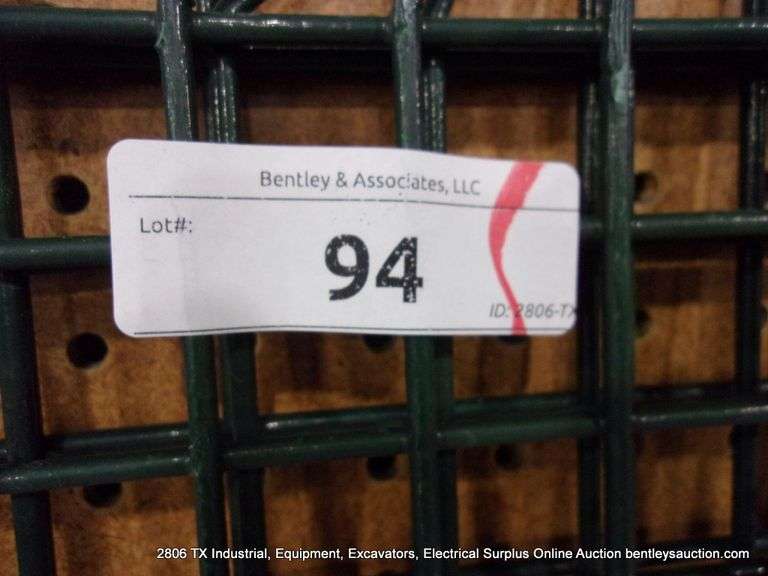 Bentley & Associates, LLC
Lot#:
94
ID: 2806-TX
2806 TX Industrial, Equipment, Excavators, Electrical Surplus Online Auction bentleysauction.com